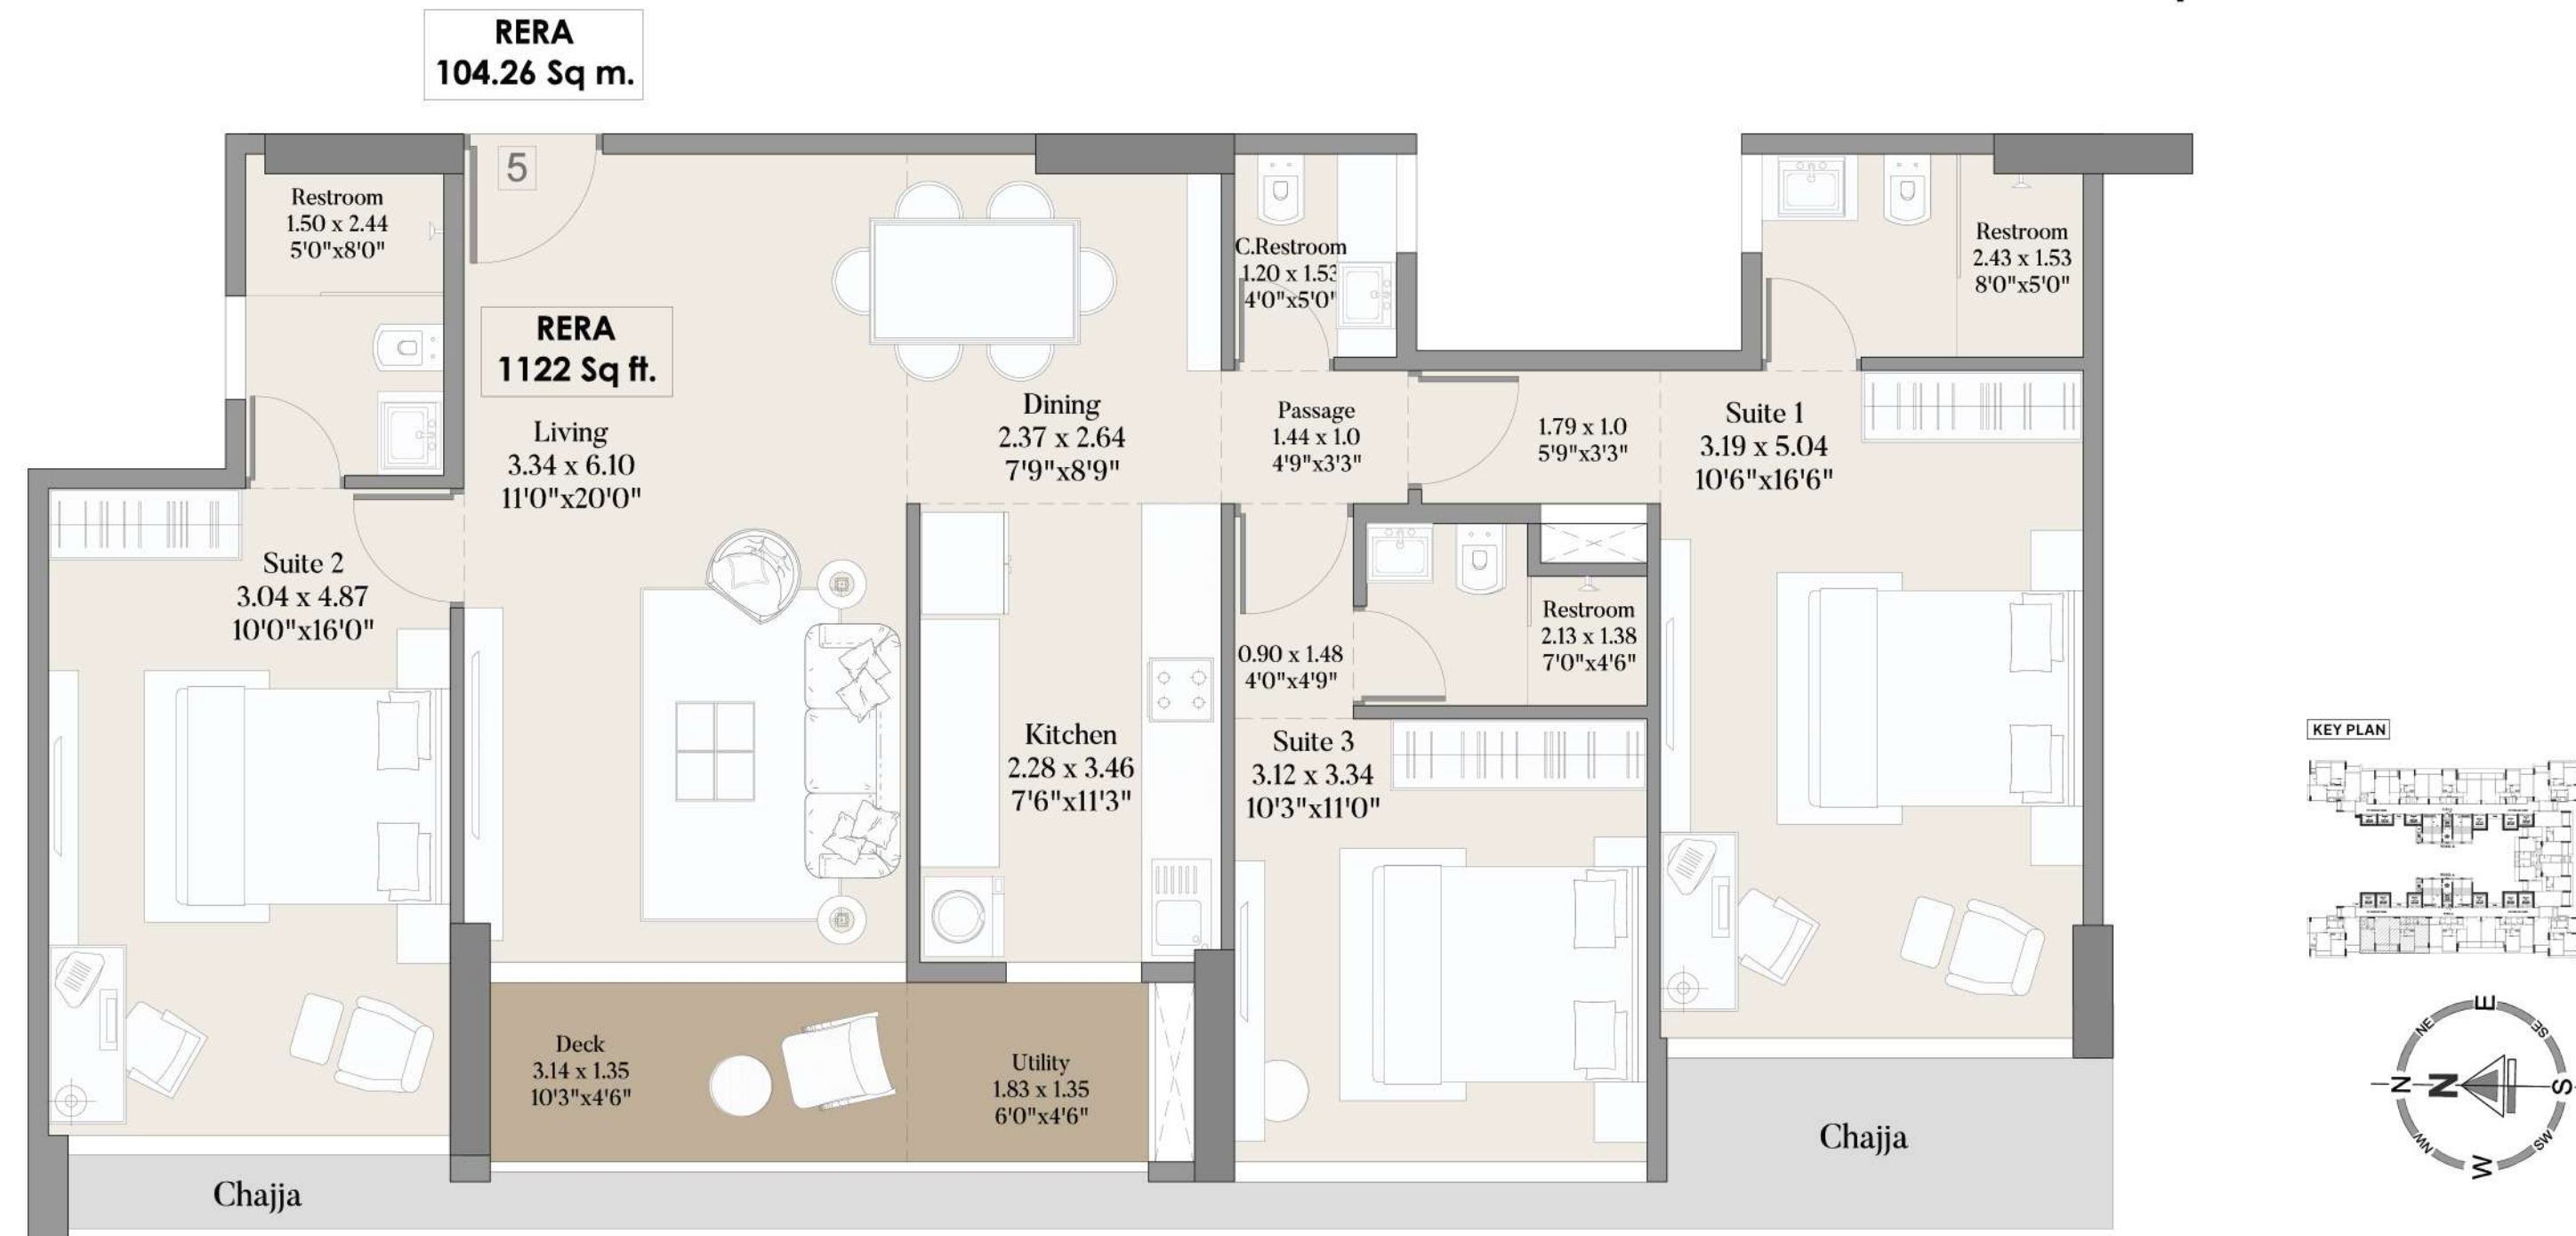 RERA
104.26 Sq m.
5
Restroom
1.50 x 2.44
5'0"x8'0"
RERA
1122 Sq ft.
Living
3.34 x 6.10
11'0"x20'0"
Dining
2.37 x 2.64
7'9"x8'9"
C.Restroom
1.20 x 1.53
4'0"x5'0"
Passage
1.44 x 1.0
4'9"x3'3"
1.79 x 1.0
5'9"x3'3"
Restroom
2.43 x 1.53
8'0"x5'0"
Suite 1
3.19 x 5.04
10'6"x16'6"
Suite 2
3.04 x 4.87
10'0"x16'0"
Kitchen
2.28 x 3.46
7'6"x11'3"
0.90 x 1.48
4'0"x4'9"
Restroom
2.13 x 1.38
7'0"x4'6"
Suite 3
3.12 x 3.34
10'3"x11'0"
Deck
3.14 x 1.35
10'3"x4'6"
Utility
1.83 x 1.35
6'0"x4'6"
Chajja
Chajja
KEY PLAN
E
NE
SE
N
N
S
NW
SW
W